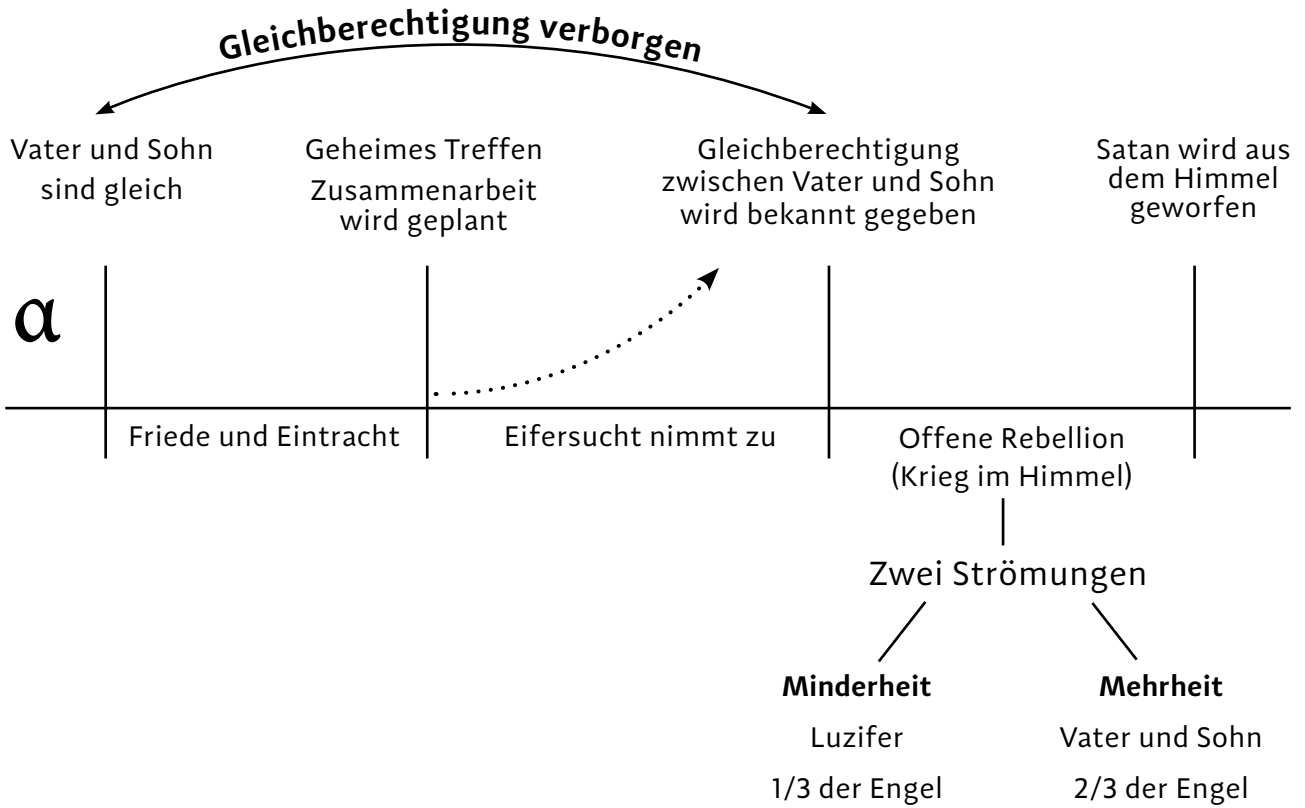 Gleichberechtigung verborgen
Vater und Sohn
sind gleich
Geheimes Treffen
Zusammenarbeit
wird geplant
Gleichberechtigung
zwischen Vater und Sohn
wird bekannt gegeben
Satan wird aus
dem Himmel
geworfen
α
Friede und Eintracht
Eifersucht nimmt zu
Offene Rebellion
(Krieg im Himmel)
Zwei Strömungen
Minderheit
Luzifer
1/3 der Engel
Mehrheit
Vater und Sohn
2/3 der Engel